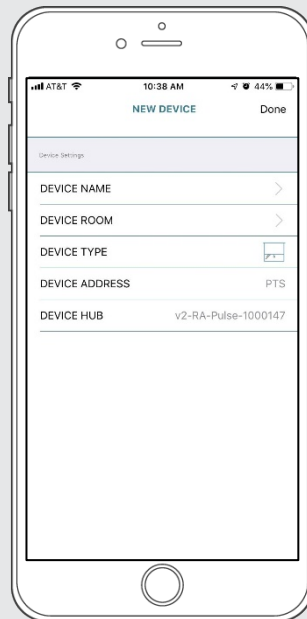 AT&T 10:38 AM 44%
NEW DEVICE Done
Device Settings
DEVICE NAME
DEVICE ROOM
DEVICE TYPE
DEVICE ADDRESS PTS
DEVICE HUB v2-RA-Pulse-1000147